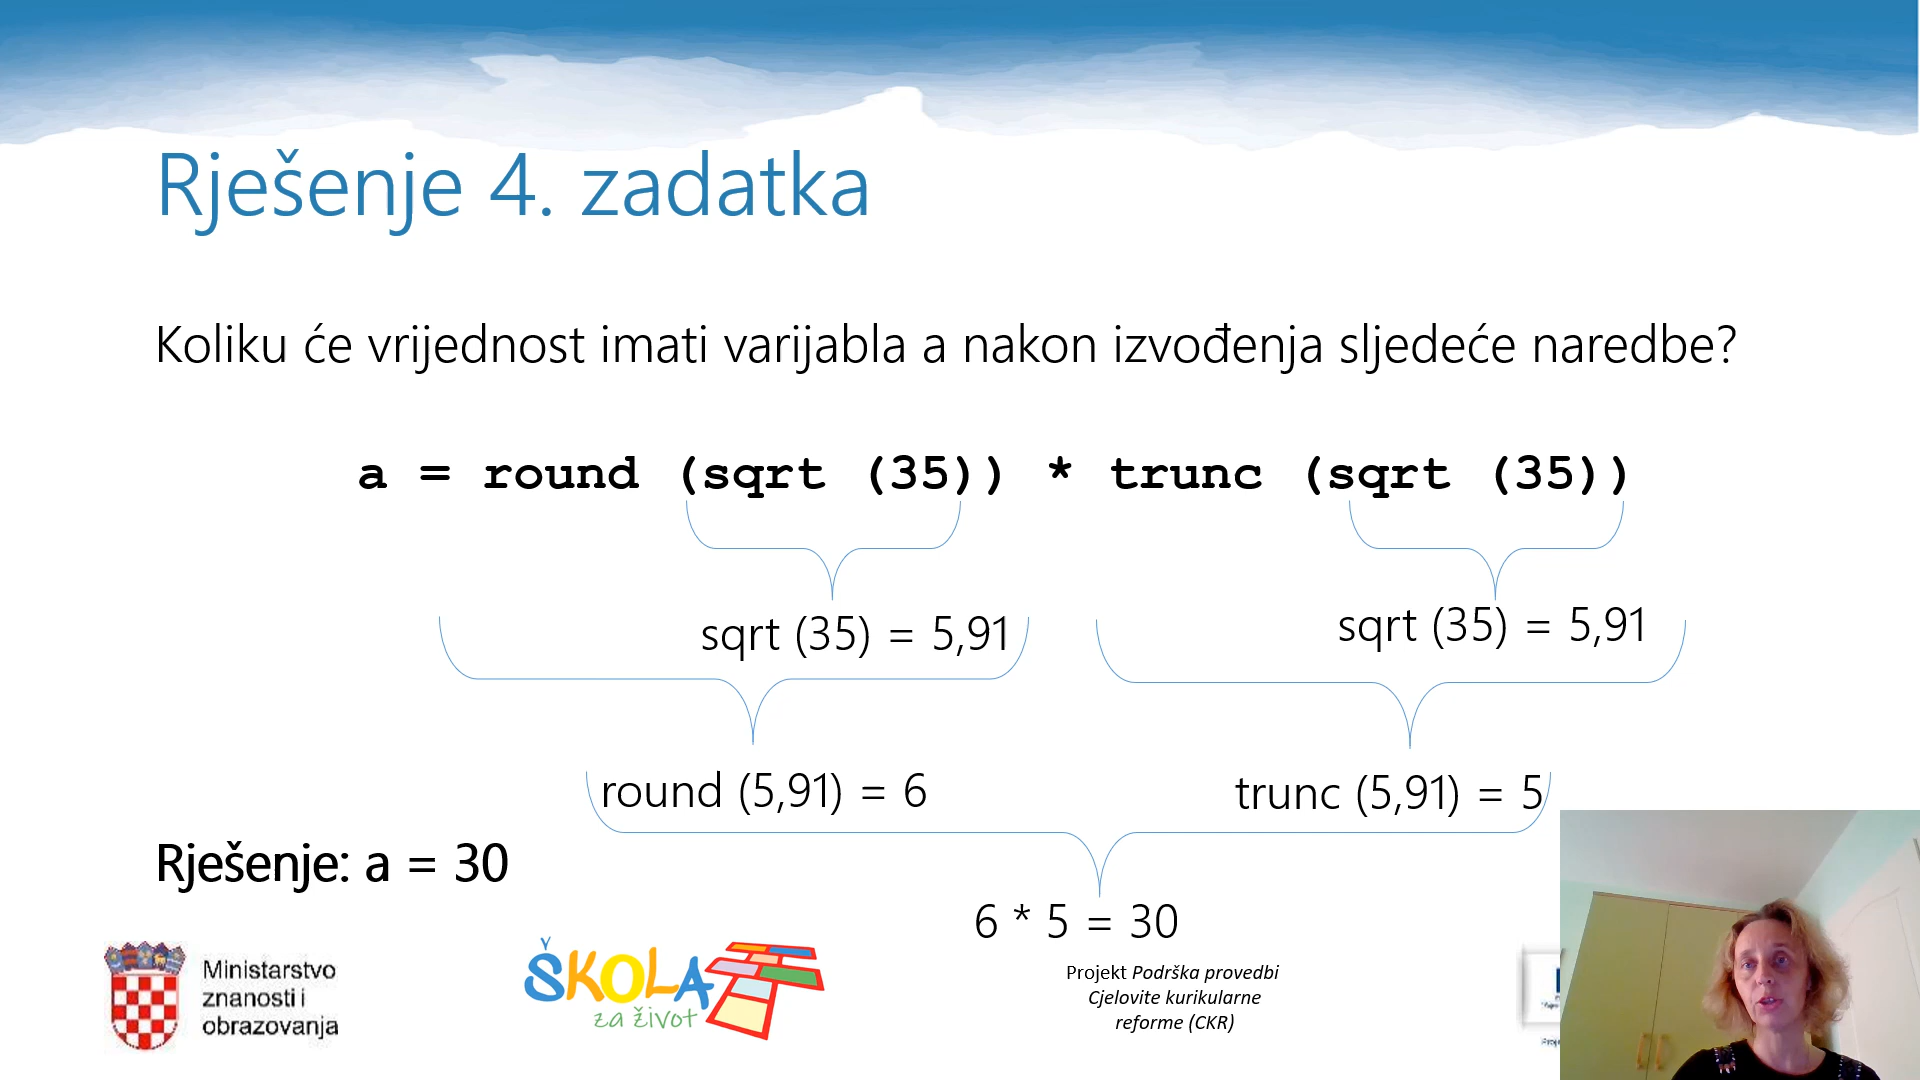 Rješenje 4. zadatka
Koliku će vrijednost imati varijabla a nakon izvođenja sljedeće naredbe?
a = round (sqrt (35)) * trunc (sqrt (35))
sqrt (35) = 5,91
sqrt (35) = 5,91
round (5,91) = 6
trunc (5,91) = 5
Rješenje: a = 30
6 * 5 = 30
Ministarstvo
znanosti i
obrazovanja
ŠKOLA
za život
Projekt Podrška provedbi
Cjelovite kurikularne
reforme (CKR)